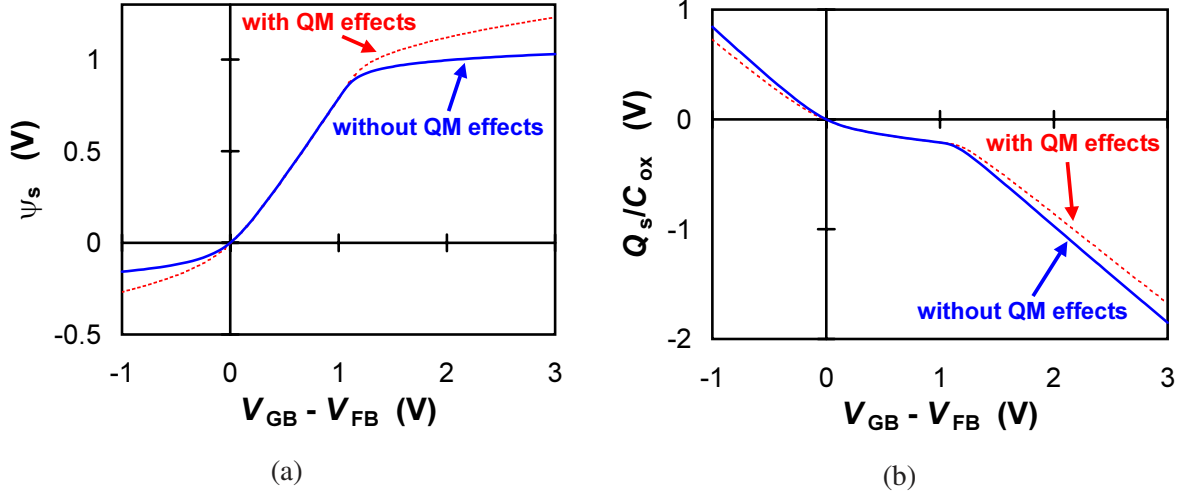 with QM effects
without QM effects
1
0.5
0
-0.5
ψs (V)
-1 0 1 2 3
VGB - VFB (V)
(a)
1
0
-1
-2
Qs/Cox (V)
with QM effects
without QM effects
-1 0 1 2 3
VGB - VFB (V)
(b)